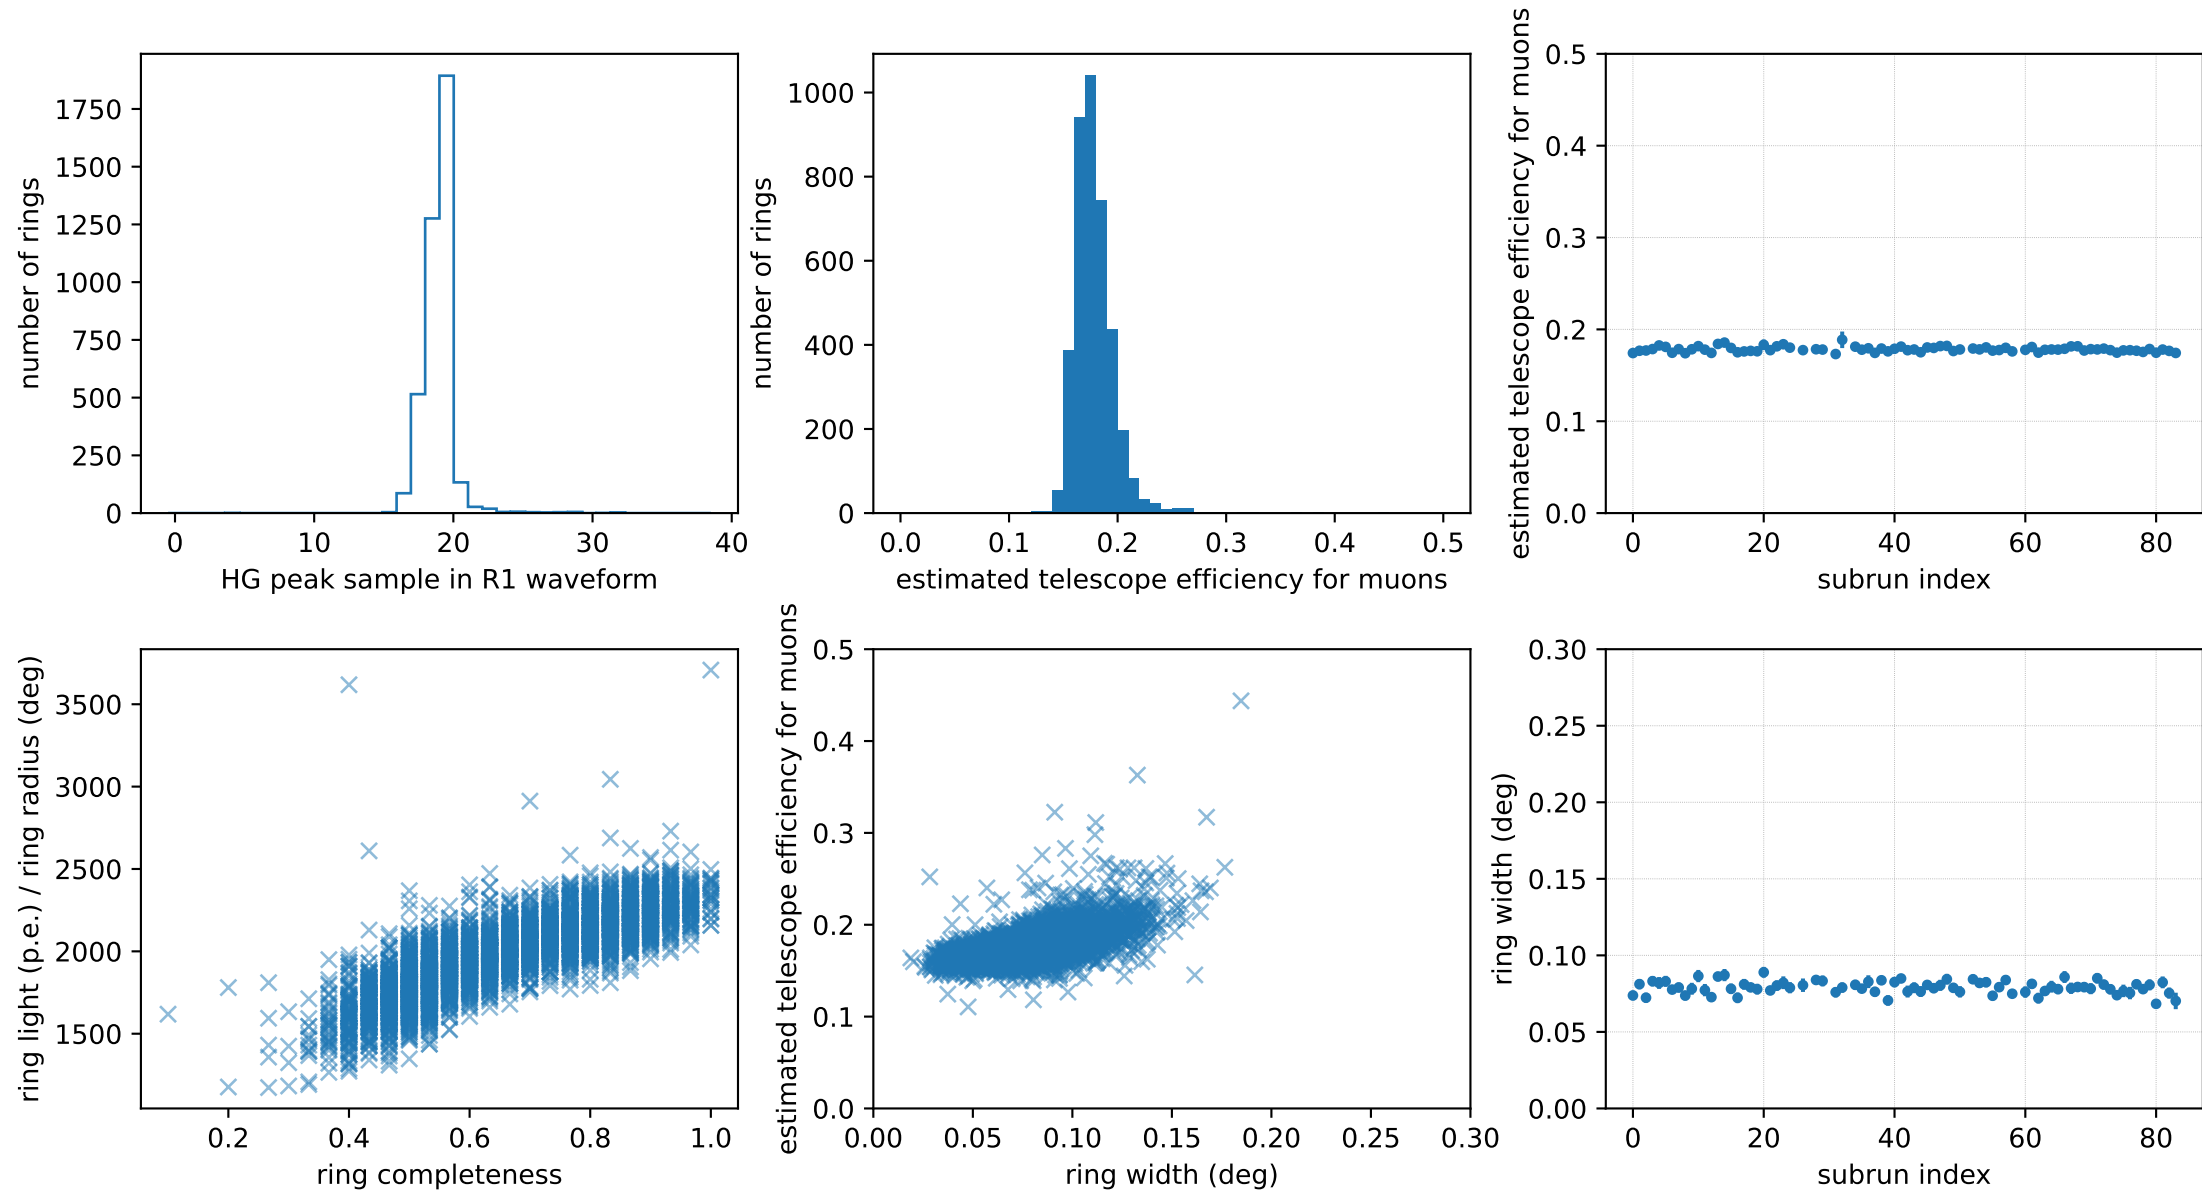 number of rings
1750
1500
1250
1000
750
500
250
0
0 10 20 30 40
HG peak sample in R1 waveform
number of rings
1000
800
600
400
200
0
0.0 0.1 0.2 0.3 0.4 0.5
estimated telescope efficiency for muons
estimated telescope efficiency for muons
0.5
0.4
0.3
0.2
0.1
0.0
0 20 40 60 80
subrun index
ring light (p.e.) / ring radius (deg)
3500
3000
2500
2000
1500
0.2 0.4 0.6 0.8 1.0
ring completeness
estimated telescope efficiency for muons
0.5
0.4
0.3
0.2
0.1
0.0
0.00 0.05 0.10 0.15 0.20 0.25 0.30
ring width (deg)
ring width (deg)
0.30
0.25
0.20
0.15
0.10
0.05
0.00
0 20 40 60 80
subrun index